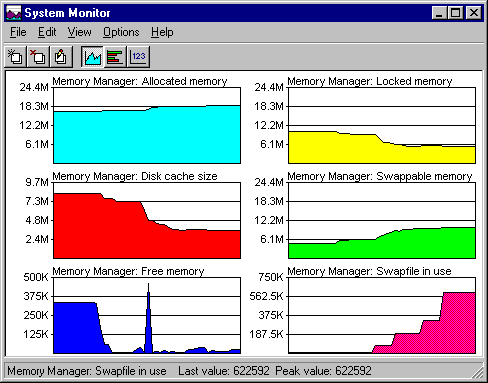 System Monitor
File Edit View Options Help
123
Memory Manager: Allocated memory
24.4M
18.3M
12.2M
6.1M
Memory Manager: Locked memory
24.4M
18.3M
12.2M
6.1M
Memory Manager: Disk cache size
9.7M
7.3M
4.8M
2.4M
Memory Manager: Swappable memory
24.4M
18.3M
12.2M
6.1M
Memory Manager: Free memory
500K
375K
250K
125K
Memory Manager: Swapfile in use
750K
562.5K
375K
187.5K
Memory Manager: Swapfile in use Last value: 622592 Peak value: 622592